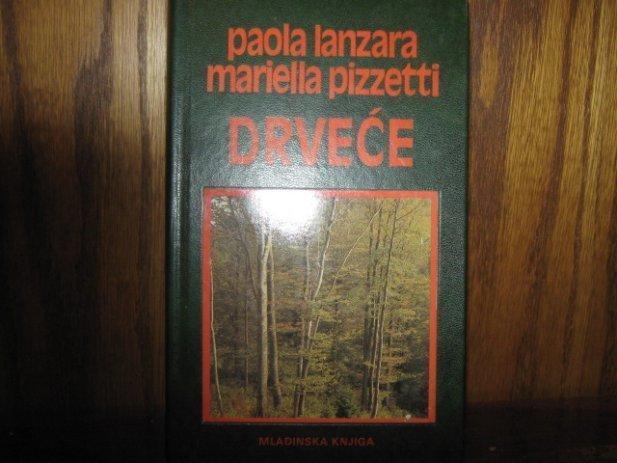 paola lanzara
mariella pizzetti
DRVEĆE
MLADINSKA KNJIGA